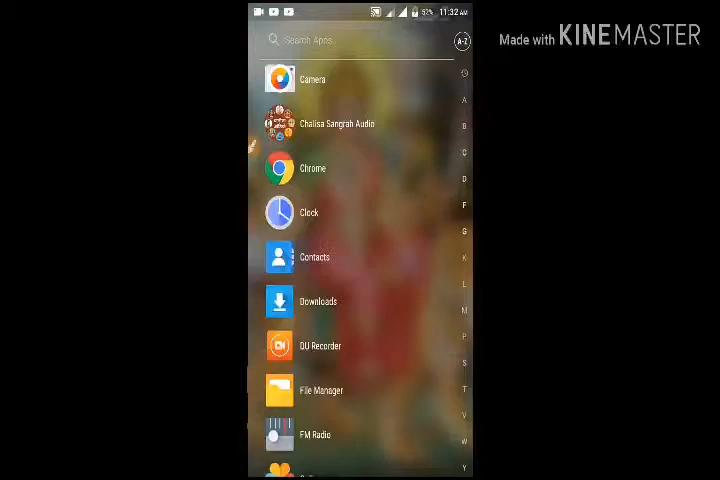 52% 11:32 AM
Made with KINEMASTER
Search Apps...
A-Z
Camera
A
Chalisa Sangrah Audio
B
C
Chrome
D
F
Clock
G
Contacts
K
L
Downloads
M
P
DU Recorder
S
File Manager
T
V
FM Radio
W
Y